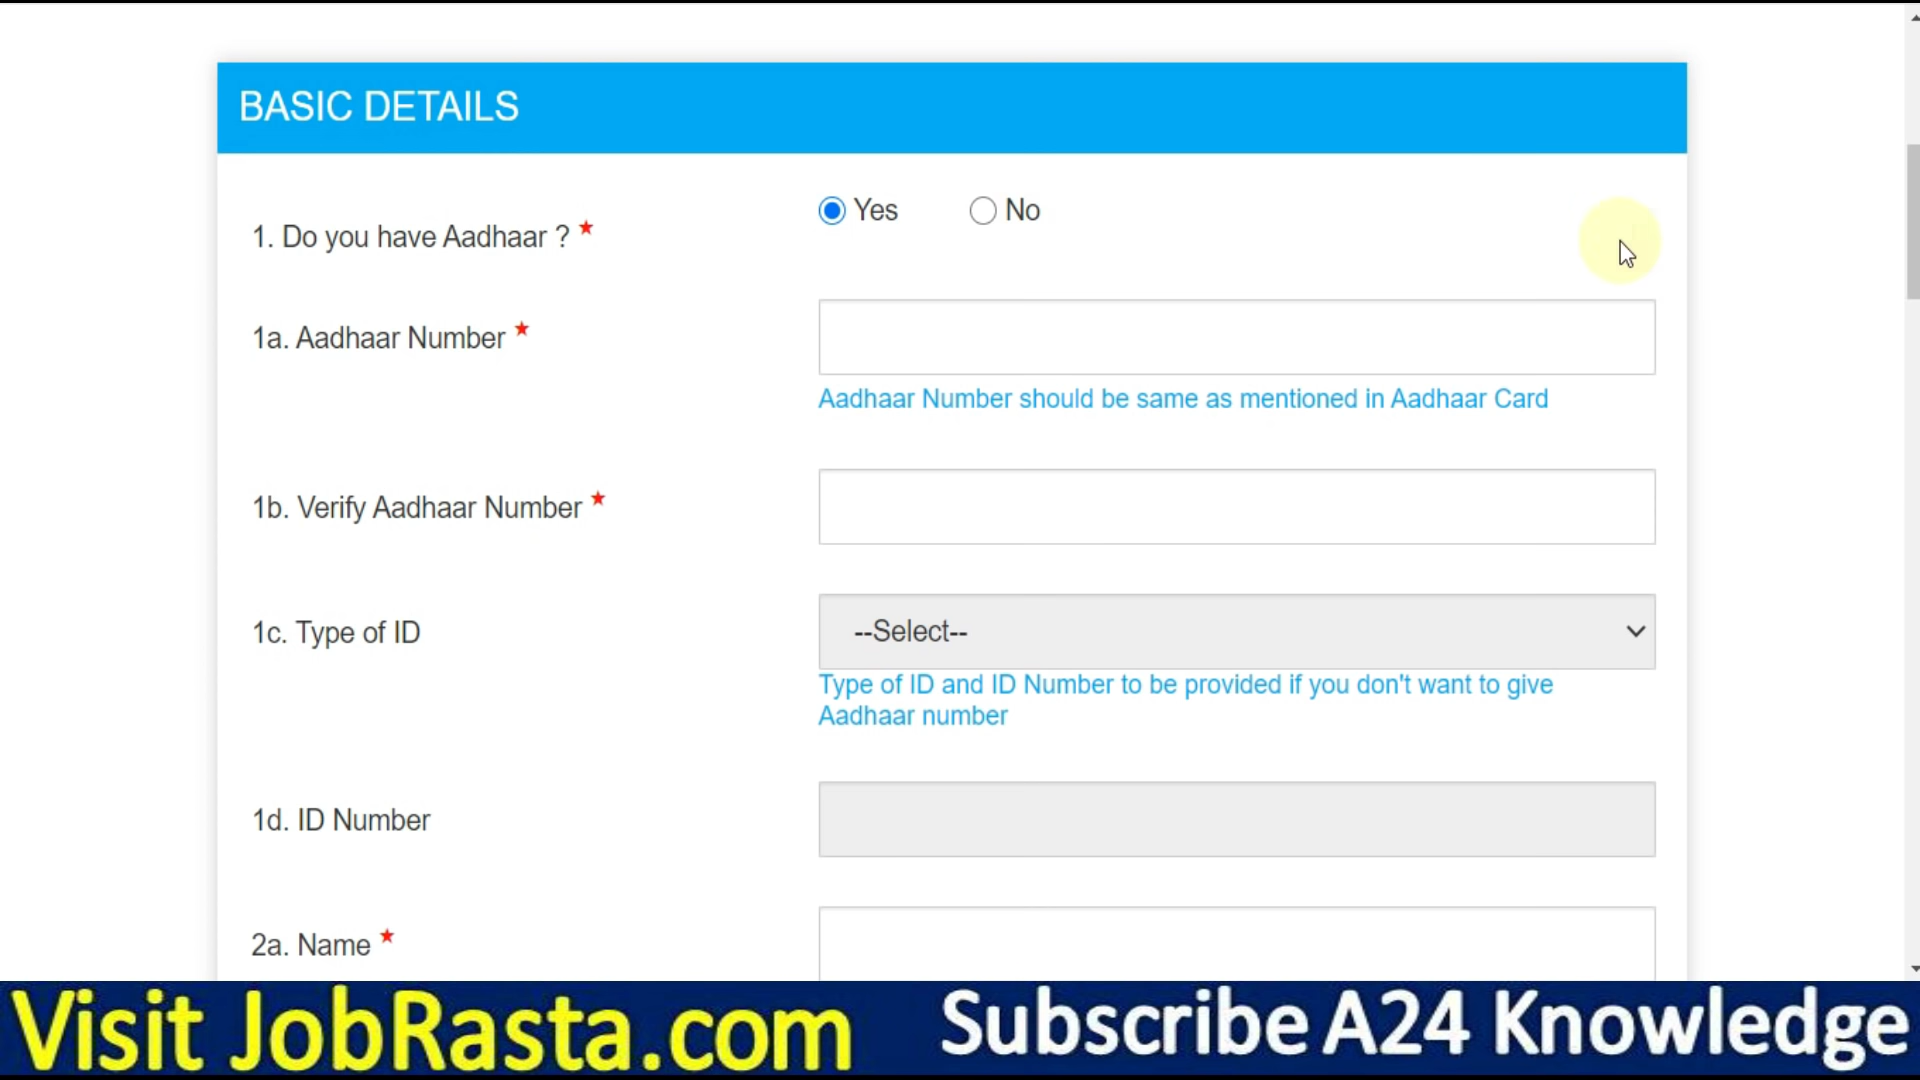 BASIC DETAILS
1. Do you have Aadhaar ? *
Yes No
1a. Aadhaar Number *
Aadhaar Number should be same as mentioned in Aadhaar Card
1b. Verify Aadhaar Number *
1c. Type of ID
--Select--
Type of ID and ID Number to be provided if you don't want to give
Aadhaar number
1d. ID Number
2a. Name *
Visit JobRasta.com
Subscribe A24 Knowledge